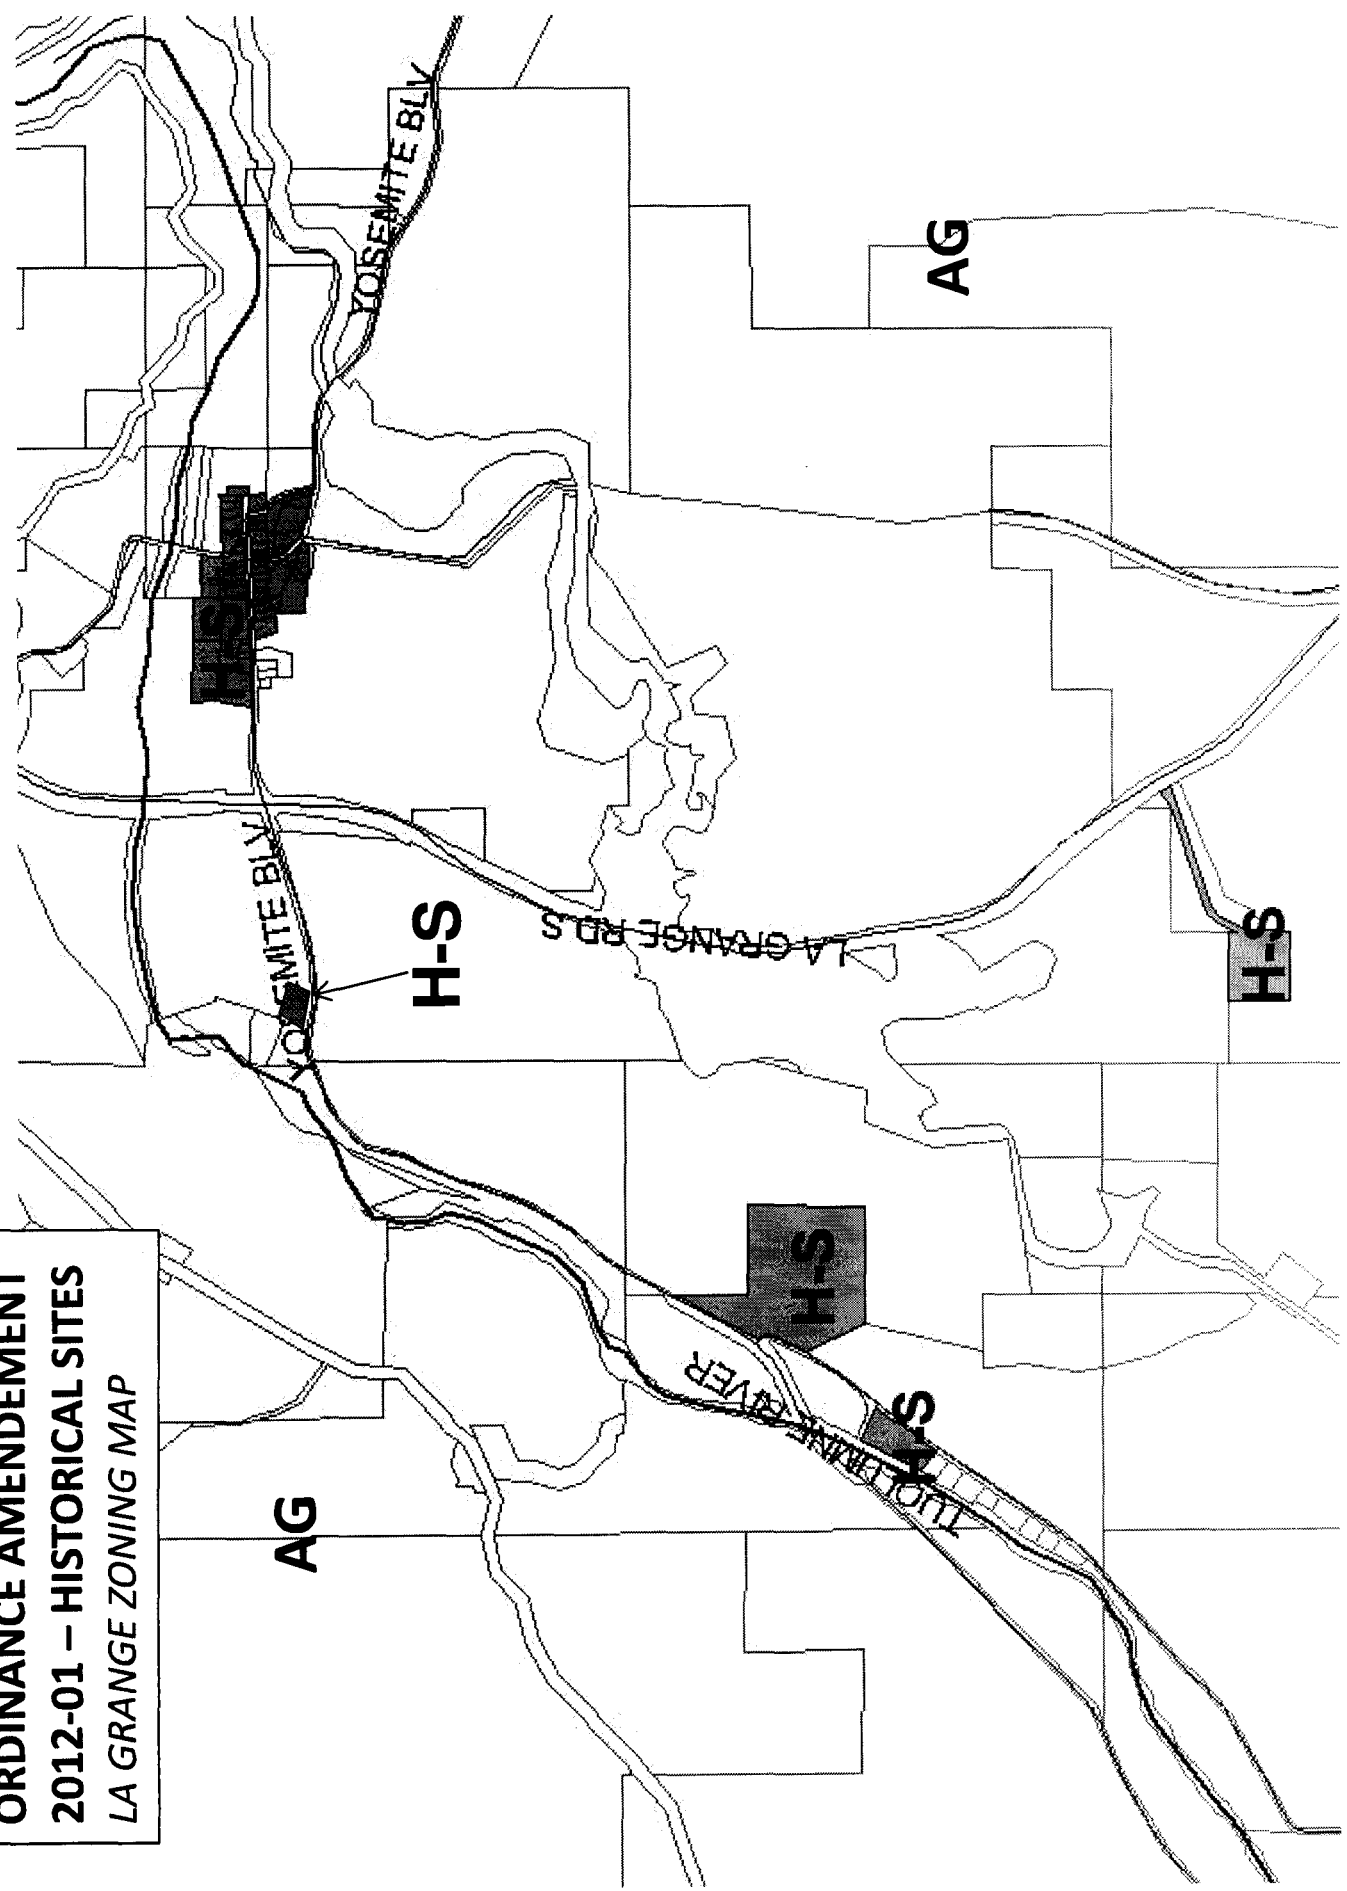 ORDINANCE AMENDEMENT
2012-01 – HISTORICAL SITES
LA GRANGE ZONING MAP
AG
YOSEMITE BLV
H-S
YOSEMITE BLV
H-S
LA GRANGE RD S
TUOLUMNE RIVER
H-S
H-S
H-S
AG